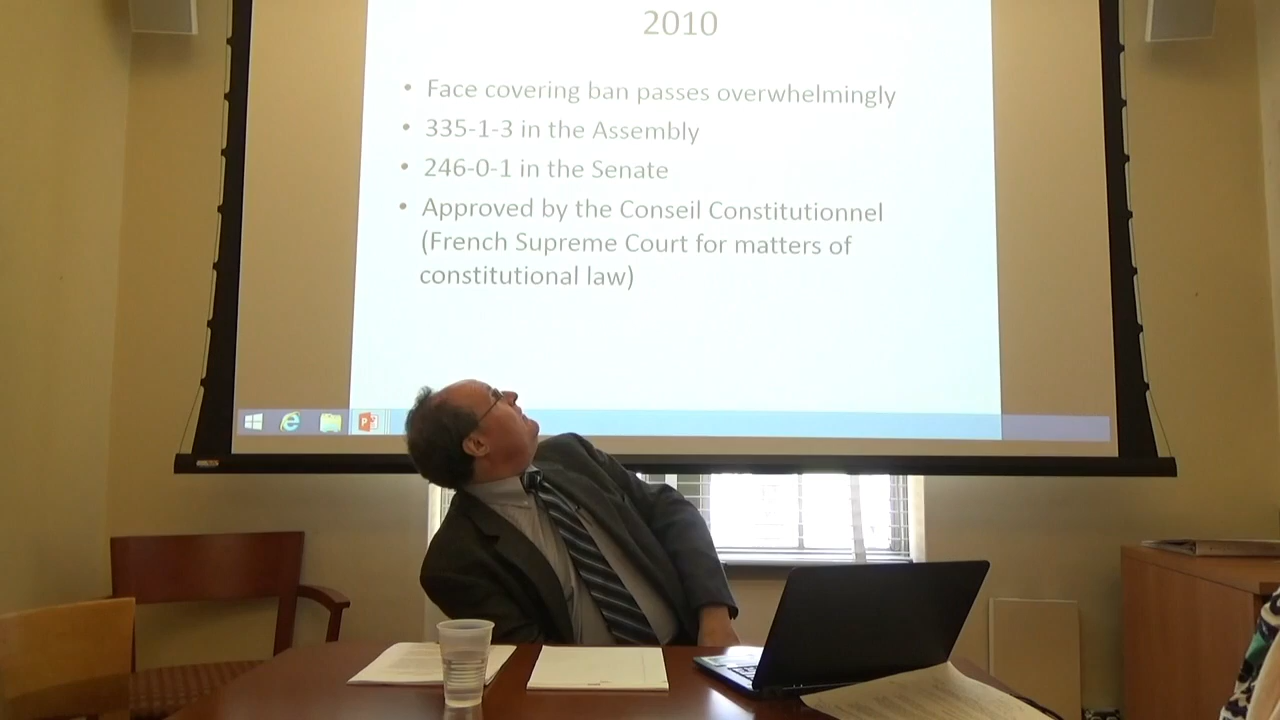 2010
• Face covering ban passes overwhelmingly
• 335-1-3 in the Assembly
• 246-0-1 in the Senate
• Approved by the Conseil Constitutionnel
(French Supreme Court for matters of
constitutional law)